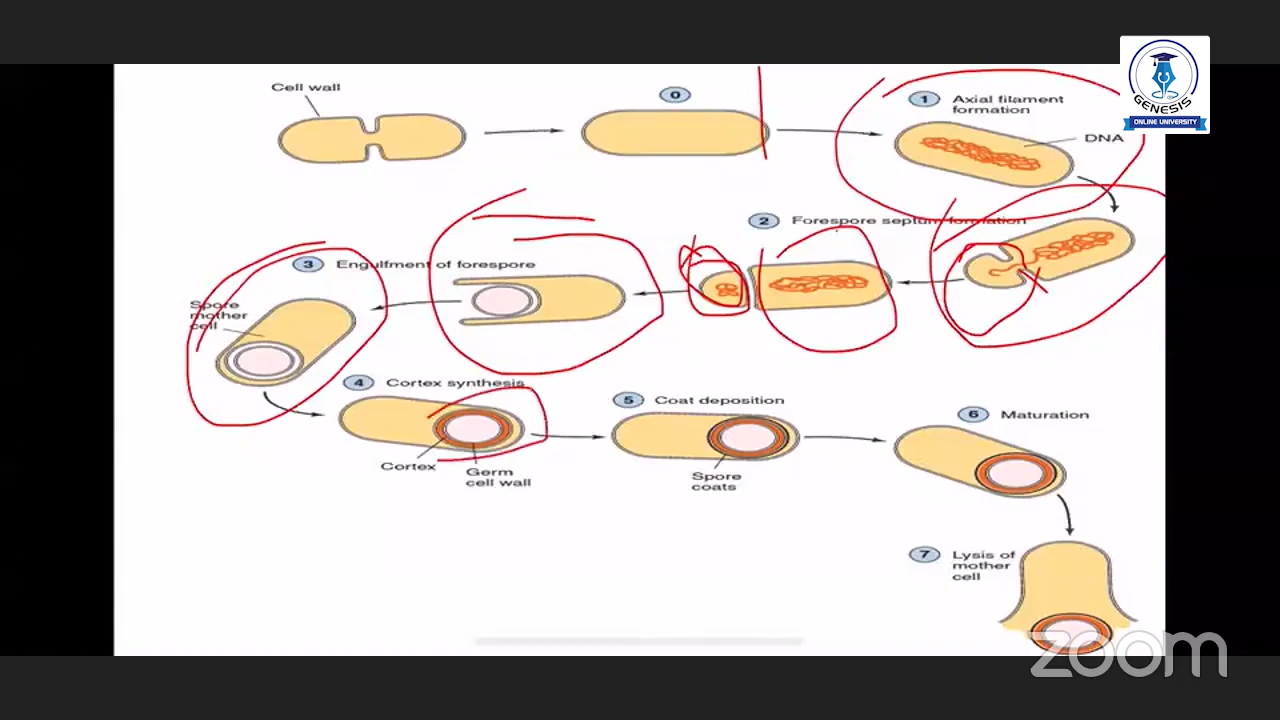 GENESIS
ONLINE UNIVERSITY
Cell wall
0
1
Axial filament
formation
DNA
2
Forespore septum formation
3
Engulfment of forespore
Spore
mother
cell
4
Cortex synthesis
Cortex
Germ
cell wall
5
Coat deposition
Spore
coats
6
Maturation
7
Lysis of
mother
cell
zoom